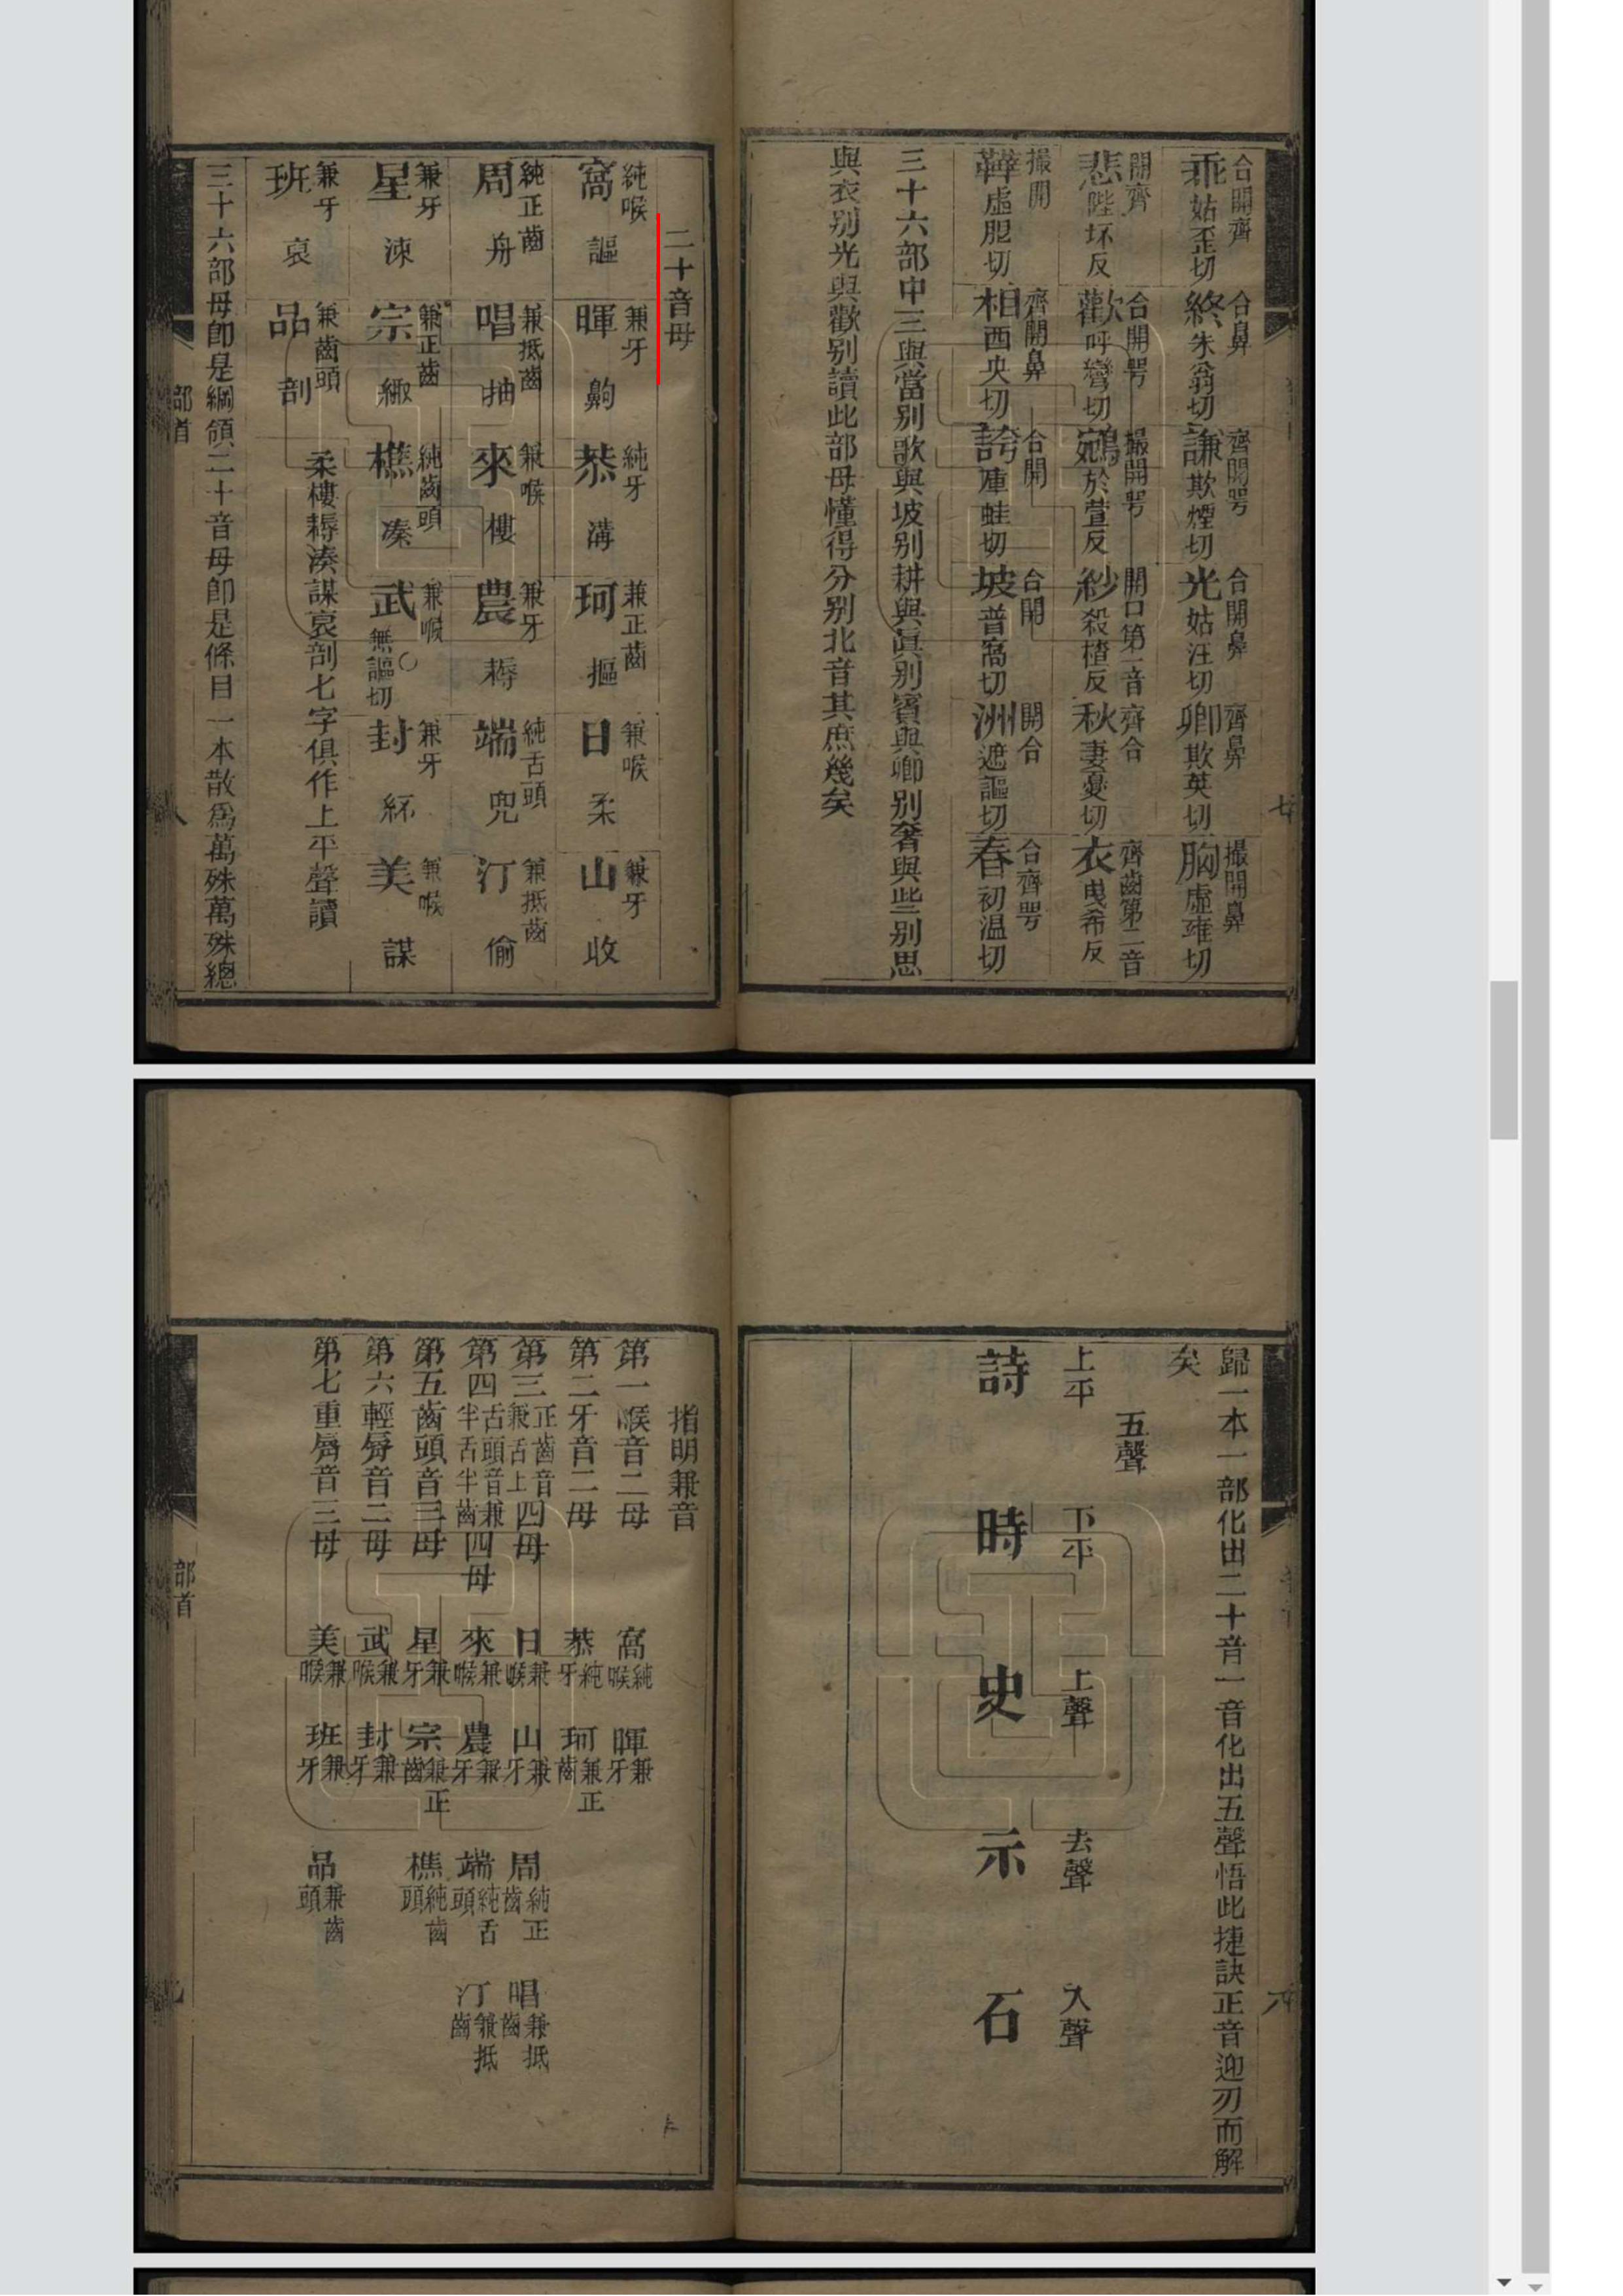 合開齊 乖姑歪切 合鼻 終朱翁切 齊開咢 謙欺煙切 合開鼻 光姑汪切 齊鼻 卿欺英切 撮開鼻 胸虛雍切
開齊 悲陛坏反 合開咢 歡呼彎切 撮開咢 鵷於萱反 開口第一音 紗殺楂反 齊合 秋妻憂切 齊齒第二音 衣曳希反
撮開 鞾虛肥切 齊開鼻 相西央切 合開 誇庫蛙切 合開 坡普窩切 開合 洲遮謳切 合齊咢 春初溫切
三十六部中三與當别歌與坡别耕與眞别賓與卿别奢與些别思
與衣别光與歡别讀此部母懂得分别北音其庶幾矣
七
二十音母
純喉 窩 謳 兼牙 暉 齁 純牙 恭 溝 兼正齒 珂 摳 兼喉 日 柔 兼牙 山 收
純正齒 周 舟 兼抵齒 唱 抽 兼喉 來 樓 兼牙 農 耨 純舌頭 端 兜 兼抵齒 汀 偷
兼牙 星 涑 兼正齒 宗 緅 純齒頭 樵 湊 兼喉 武 無謳切 兼牙 封 紑 兼喉 美 謀
兼牙 班 裒 兼齒頭 品 剖 柔樓耨湊謀裒剖七字俱作上平聲讀
三十六部母卽是綱領二十音母卽是條目一本散爲萬殊萬殊總
部首
八
歸一本一部化出二十音一音化出五聲悟此捷訣正音迎刃而解
矣
五聲
上平 下平 上聲 去聲 入聲
詩 時 史 示 石
六
指明兼音
第一喉音二母 窩純喉 暉兼牙
第二牙音二母 恭純牙 珂兼正齒
第三正齒音兼舌上四母 日兼喉 山兼牙 周純正齒 唱兼抵齒
第四舌頭音兼半舌半齒四母 來兼喉 農兼牙 端純舌頭 汀兼抵齒
第五齒頭音三母 星兼牙 宗兼正齒 樵純齒頭
第六輕脣音二母 武兼喉 封兼牙
第七重脣音三母 美兼喉 班兼牙 品兼齒頭
部首
九